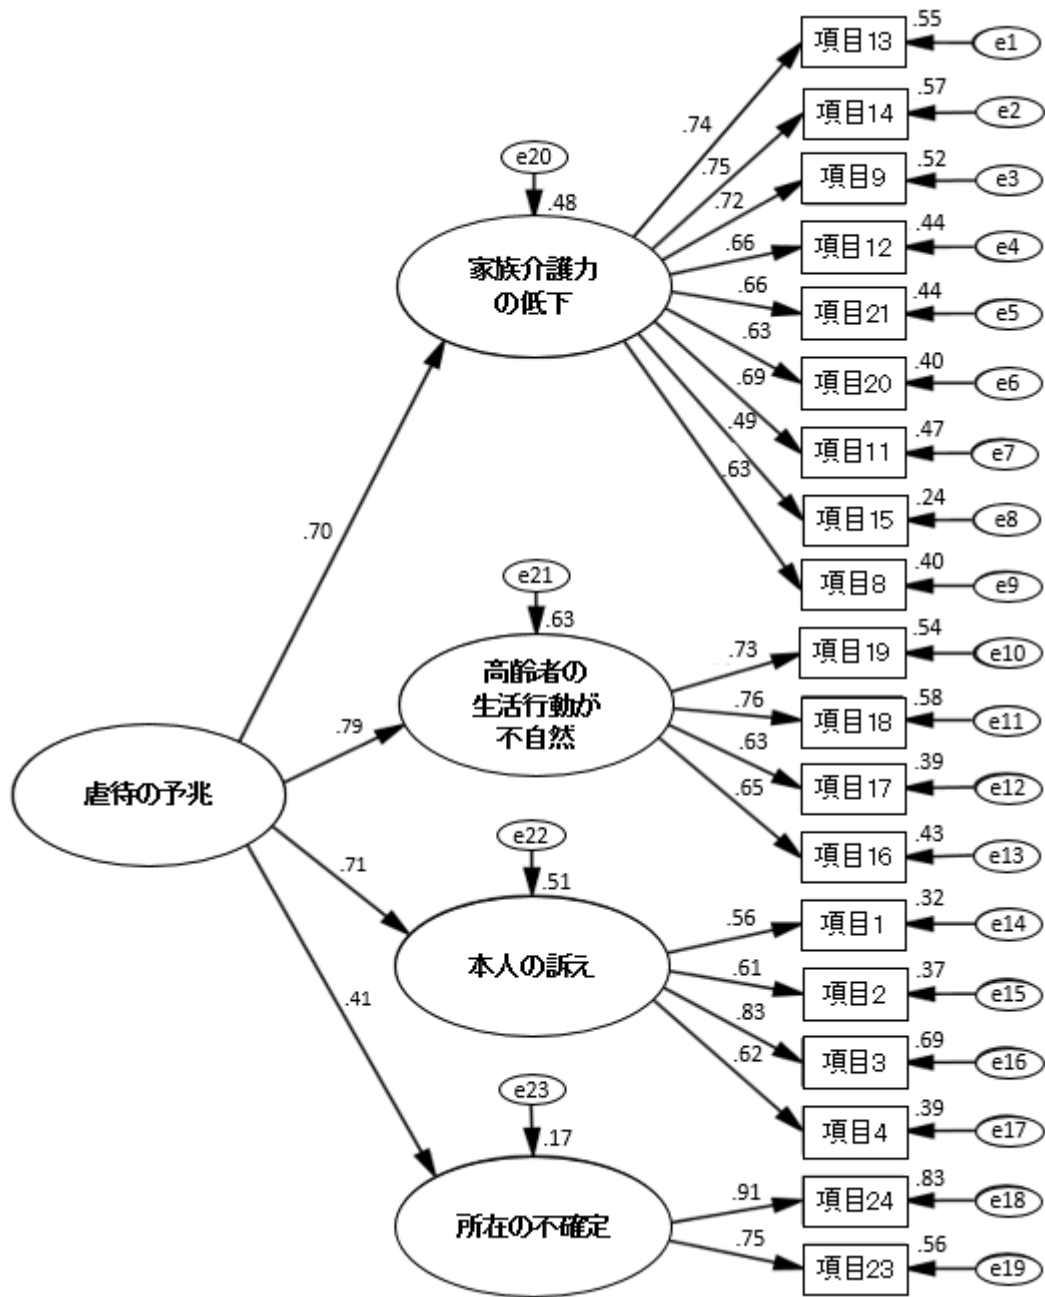 .55
項目13
e1
.57
項目14
e2
.74
.52
項目9
e3
.75
e20
.72
.48
.44
項目12
e4
.66
家族介護力
の低下
.44
項目21
e5
.66
.63
.40
項目20
e6
.69
.47
項目11
e7
.49
.63
.24
項目15
e8
.70
.40
項目8
e9
e21
.63
.54
項目19
e10
.73
高齢者の
生活行動が
不自然
.58
項目18
e11
.76
.79
.63
.39
項目17
e12
.65
虐待の予兆
.43
項目16
e13
e22
.71
.51
.32
項目1
e14
.56
本人の訴え
.37
項目2
e15
.61
.41
.83
.69
項目3
e16
.62
e23
.39
項目4
e17
.17
.83
項目24
e18
.91
所在の不確定
.75
.56
項目23
e19